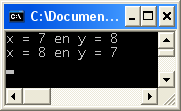 C:\Documen...
x = 7 en y = 8
x = 8 en y = 7